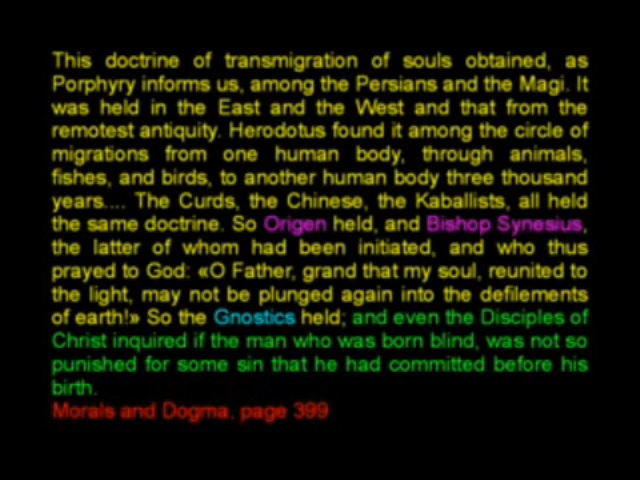 This doctrine of transmigration of souls obtained, as
Porphyry informs us, among the Persians and the Magi. It
was held in the East and the West and that from the
remotest antiquity. Herodotus found it among the circle of
migrations from one human body, through animals,
fishes, and birds, to another human body three thousand
years.... The Curds, the Chinese, the Kaballists, all held
the same doctrine. So Origen held, and Bishop Synesius,
the latter of whom had been initiated, and who thus
prayed to God: «O Father, grand that my soul, reunited to
the light, may not be plunged again into the defilements
of earth!» So the Gnostics held; and even the Disciples of
Christ inquired if the man who was born blind, was not so
punished for some sin that he had committed before his
birth.
Morals and Dogma, page 399